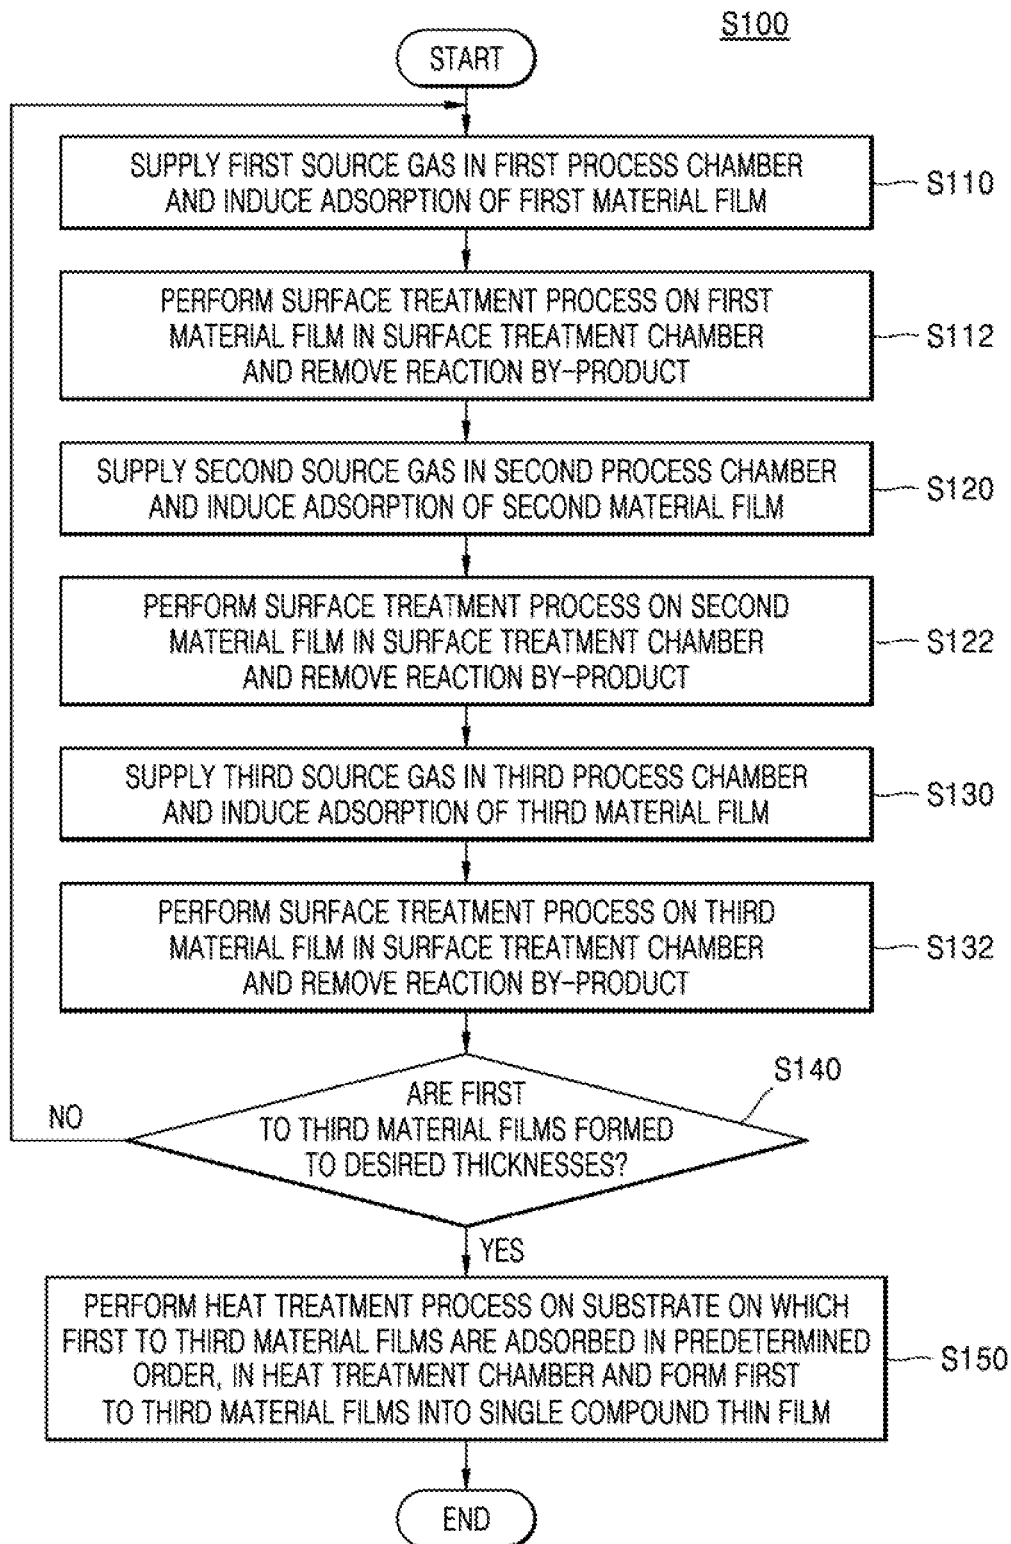 S100
START
SUPPLY FIRST SOURCE GAS IN FIRST PROCESS CHAMBER
AND INDUCE ADSORPTION OF FIRST MATERIAL FILM
S110
PERFORM SURFACE TREATMENT PROCESS ON FIRST
MATERIAL FILM IN SURFACE TREATMENT CHAMBER
AND REMOVE REACTION BY-PRODUCT
S112
SUPPLY SECOND SOURCE GAS IN SECOND PROCESS CHAMBER
AND INDUCE ADSORPTION OF SECOND MATERIAL FILM
S120
PERFORM SURFACE TREATMENT PROCESS ON SECOND
MATERIAL FILM IN SURFACE TREATMENT CHAMBER
AND REMOVE REACTION BY-PRODUCT
S122
SUPPLY THIRD SOURCE GAS IN THIRD PROCESS CHAMBER
AND INDUCE ADSORPTION OF THIRD MATERIAL FILM
S130
PERFORM SURFACE TREATMENT PROCESS ON THIRD
MATERIAL FILM IN SURFACE TREATMENT CHAMBER
AND REMOVE REACTION BY-PRODUCT
S132
ARE FIRST
TO THIRD MATERIAL FILMS FORMED
TO DESIRED THICKNESSES?
S140
NO
YES
PERFORM HEAT TREATMENT PROCESS ON SUBSTRATE ON WHICH
FIRST TO THIRD MATERIAL FILMS ARE ADSORBED IN PREDETERMINED
ORDER, IN HEAT TREATMENT CHAMBER AND FORM FIRST
TO THIRD MATERIAL FILMS INTO SINGLE COMPOUND THIN FILM
S150
END